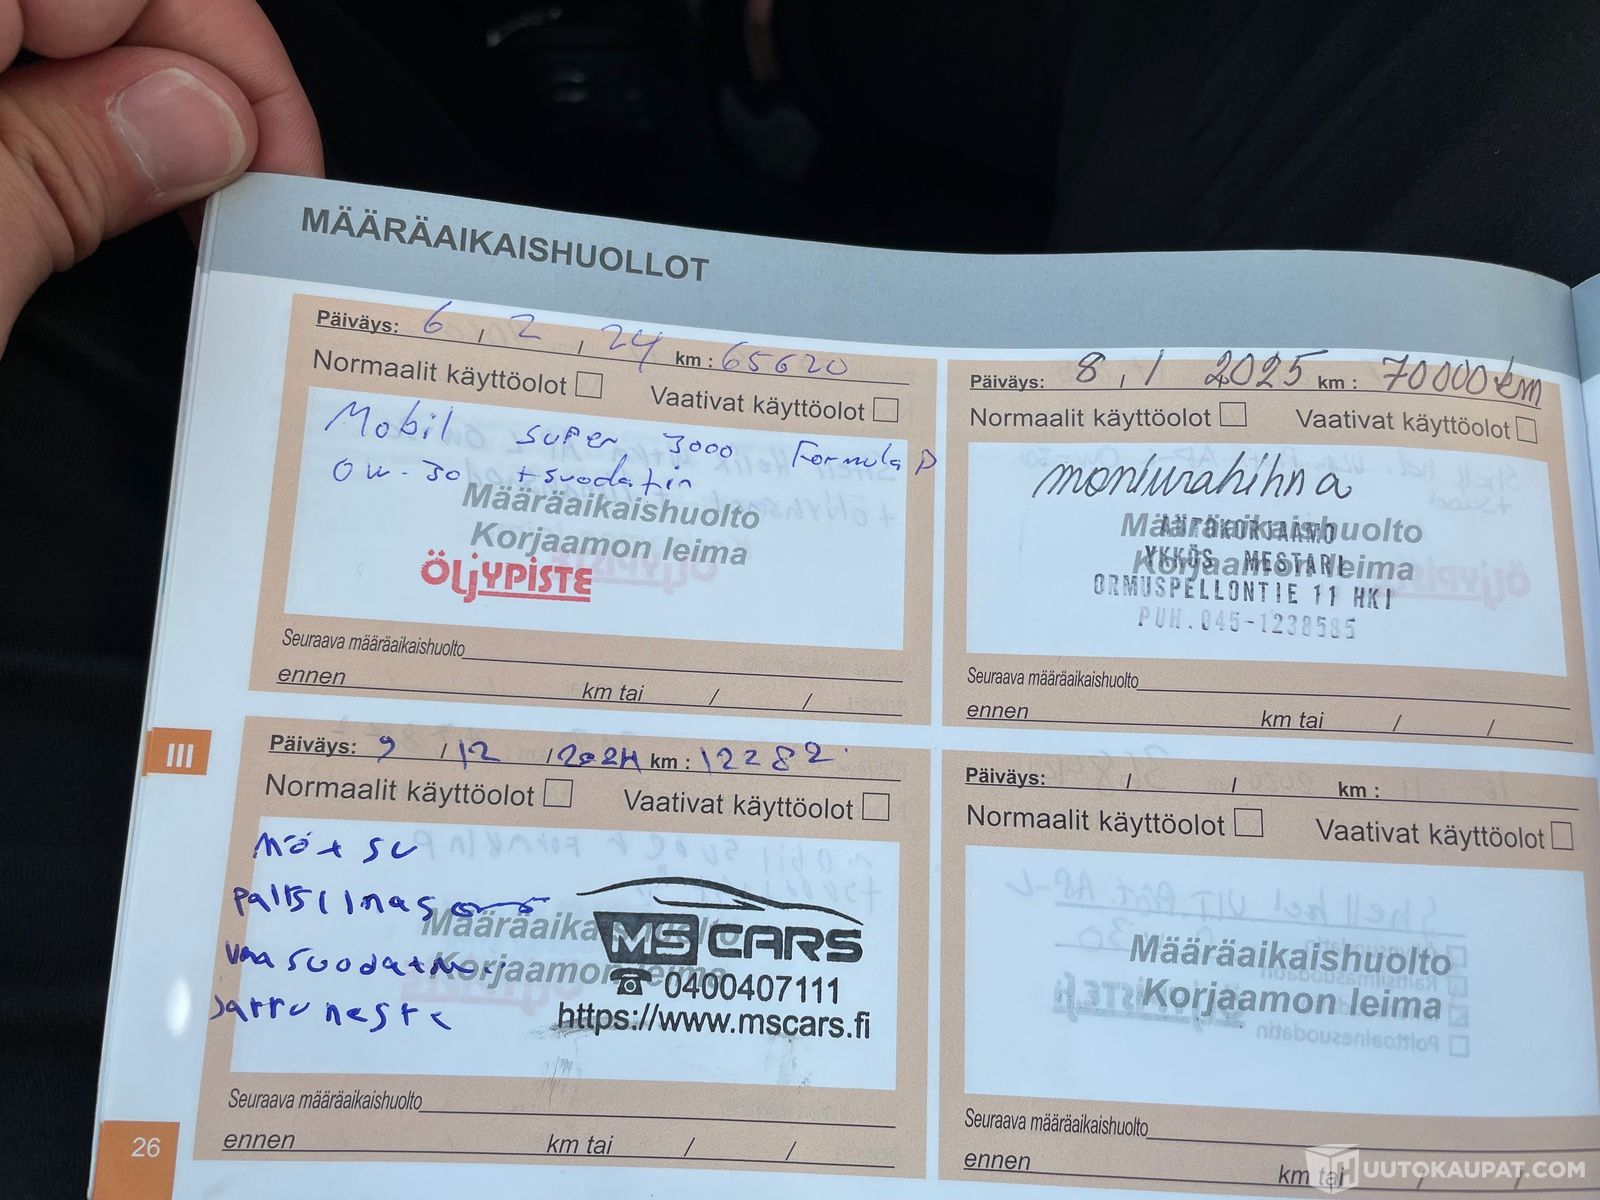 MÄÄRÄAIKAISHUOLLOT
Päiväys: 6 / 2 / 24 km : 65620
Normaalit käyttöolot Vaativat käyttöolot
Mobil super 3000 Formula P
0W-30 +suodatin
Määräaikaishuolto
Korjaamon leima
ÖLJYPISTE
Seuraava määräaikaishuolto
ennen km tai / /
Päiväys: 8 / 1 2025 km : 70000km
Normaalit käyttöolot Vaativat käyttöolot
moniurahihna
Määräaikaishuolto
Korjaamon leima
AUTOKORJAAMO
YKKÖS MESTARI
ORMUSPELLONTIE 11 HKI
PUH.045-1238585
Seuraava määräaikaishuolto
ennen km tai / /
III
Päiväys: 9 / 12 / 2024 km : 12282
Normaalit käyttöolot Vaativat käyttöolot
Jarruneste
Määräaikaishuolto
Korjaamon leima
MS CARS
0400407111
https://www.mscars.fi
Seuraava määräaikaishuolto
ennen km tai / /
Päiväys: / / km :
Normaalit käyttöolot Vaativat käyttöolot
Määräaikaishuolto
Korjaamon leima
Seuraava määräaikaishuolto
ennen km tai / /
26
HUUTOKAUPAT.COM